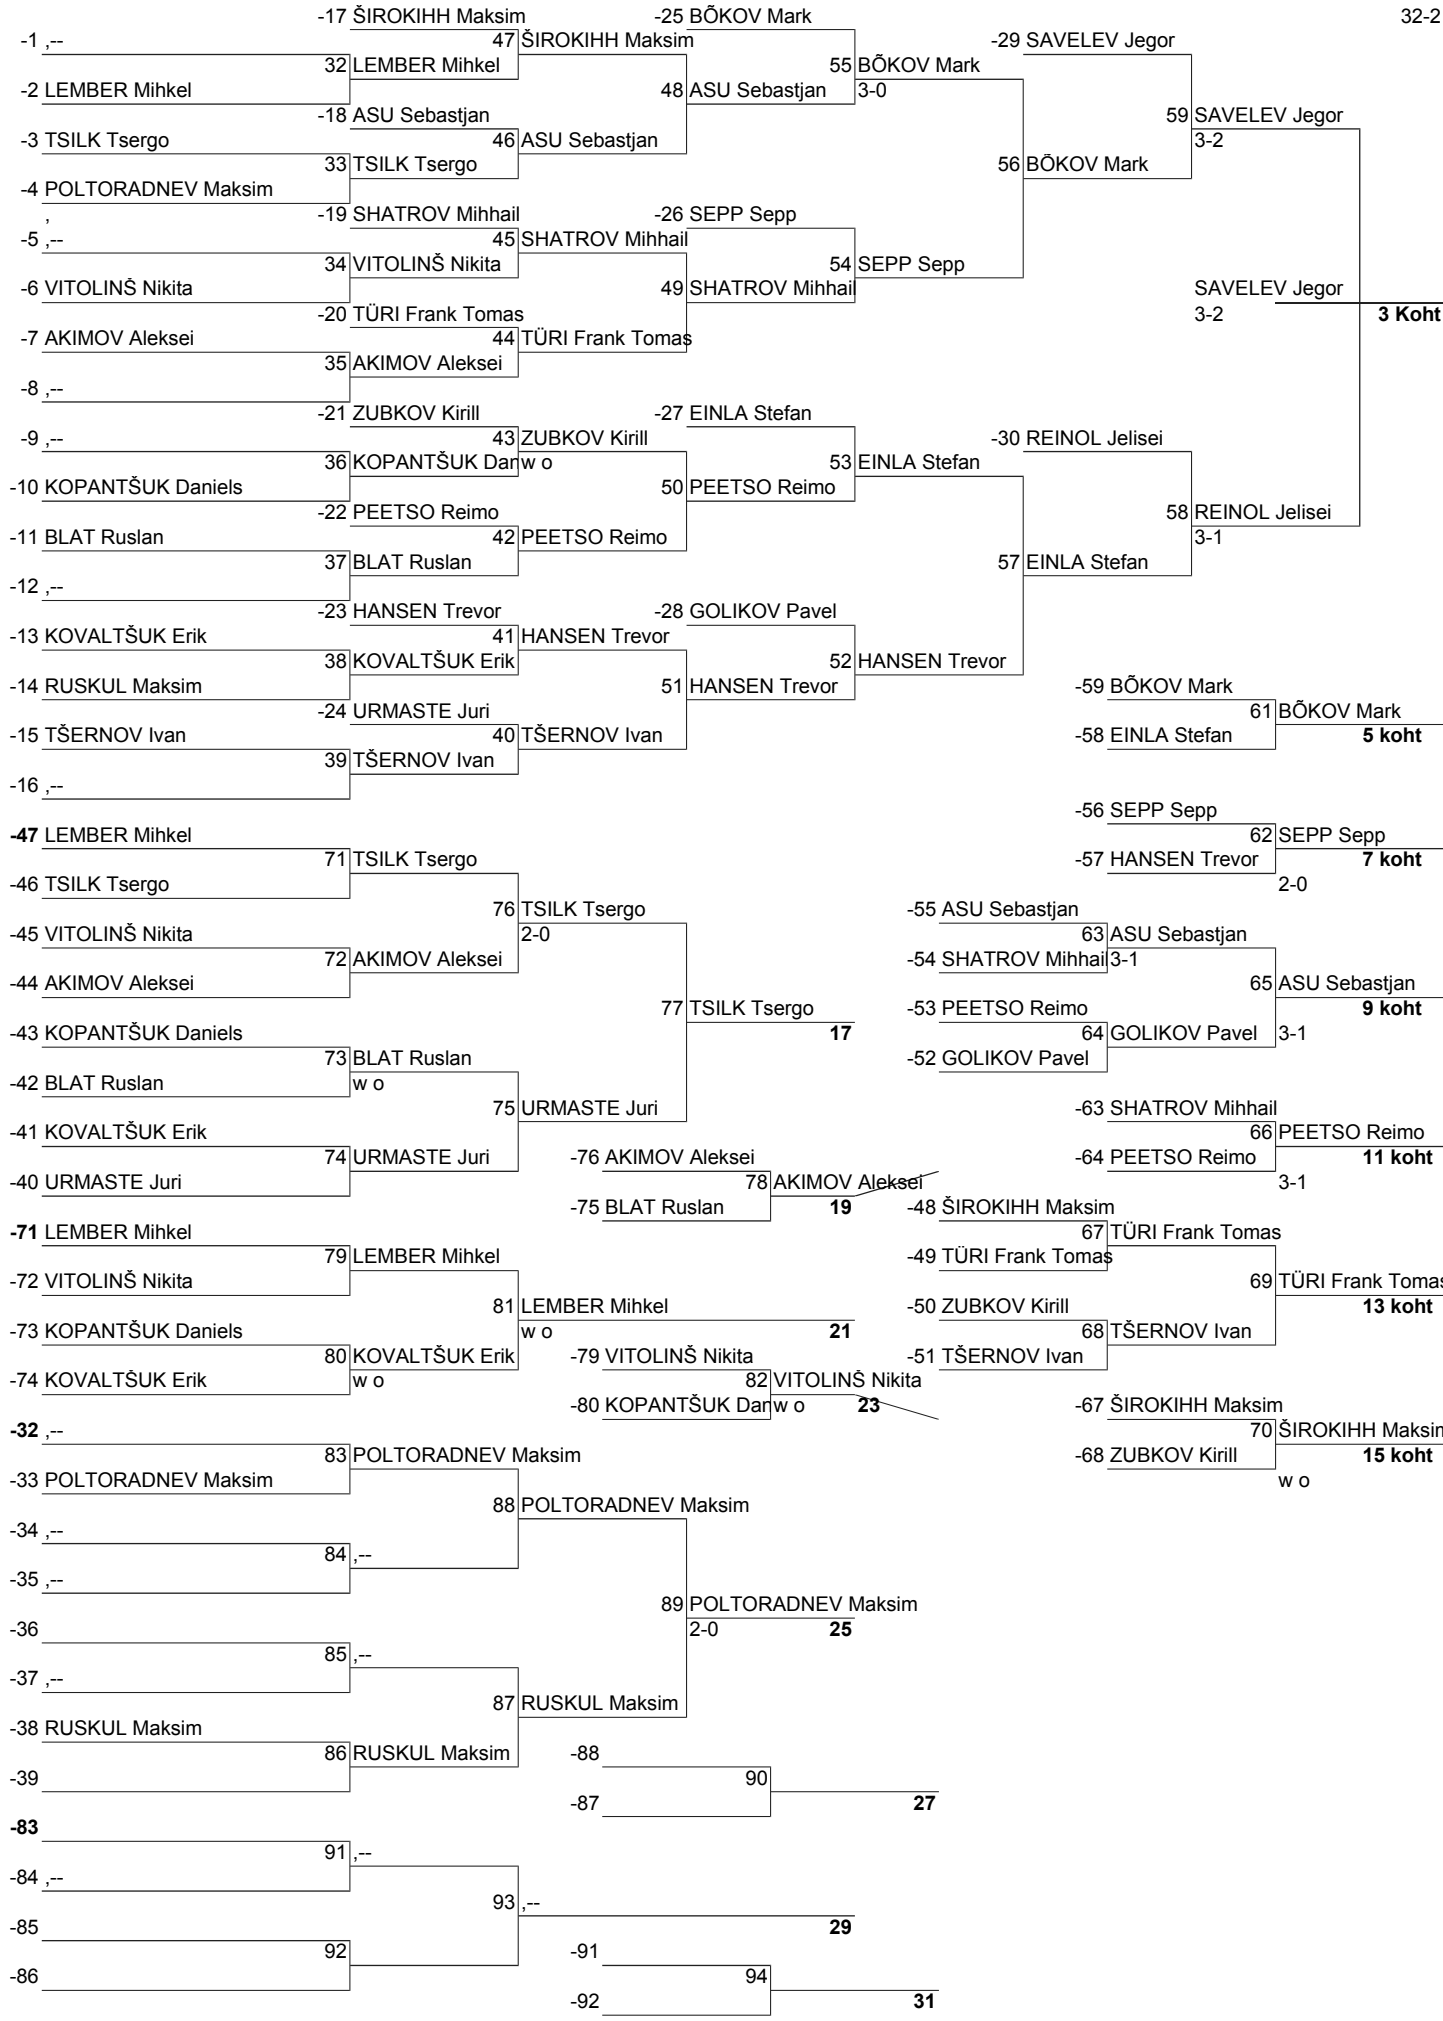 -17 ŠIROKIHH Maksim -25 BÕKOV Mark 32-2
-1 ,-- 47 ŠIROKIHH Maksim -29 SAVELEV Jegor
32 LEMBER Mihkel 55 BÕKOV Mark
-2 LEMBER Mihkel 48 ASU Sebastjan 3-0
-18 ASU Sebastjan 59 SAVELEV Jegor
-3 TSILK Tsergo 46 ASU Sebastjan 3-2
33 TSILK Tsergo 56 BÕKOV Mark
-4 POLTORADNEV Maksim
, -19 SHATROV Mihhail -26 SEPP Sepp
-5 ,-- 45 SHATROV Mihhail
34 VITOLINŠ Nikita 54 SEPP Sepp
-6 VITOLINŠ Nikita 49 SHATROV Mihhail SAVELEV Jegor
-20 TÜRI Frank Tomas 3-2 3 Koht
-7 AKIMOV Aleksei 44 TÜRI Frank Tomas
35 AKIMOV Aleksei
-8 ,--
-21 ZUBKOV Kirill -27 EINLA Stefan
-9 ,-- 43 ZUBKOV Kirill -30 REINOL Jelisei
36 KOPANTŠUK Dan w o 53 EINLA Stefan
-10 KOPANTŠUK Daniels 50 PEETSO Reimo
-22 PEETSO Reimo 58 REINOL Jelisei
-11 BLAT Ruslan 42 PEETSO Reimo 3-1
37 BLAT Ruslan 57 EINLA Stefan
-12 ,--
-23 HANSEN Trevor -28 GOLIKOV Pavel
-13 KOVALTŠUK Erik 41 HANSEN Trevor
38 KOVALTŠUK Erik 52 HANSEN Trevor
-14 RUSKUL Maksim 51 HANSEN Trevor -59 BÕKOV Mark
-24 URMASTE Juri 61 BÕKOV Mark
-15 TŠERNOV Ivan 40 TŠERNOV Ivan -58 EINLA Stefan 5 koht
39 TŠERNOV Ivan
-16 ,--
-56 SEPP Sepp
-47 LEMBER Mihkel 62 SEPP Sepp
71 TSILK Tsergo -57 HANSEN Trevor 7 koht
-46 TSILK Tsergo 2-0
76 TSILK Tsergo -55 ASU Sebastjan
-45 VITOLINŠ Nikita 2-0 63 ASU Sebastjan
72 AKIMOV Aleksei -54 SHATROV Mihhail 3-1
-44 AKIMOV Aleksei 65 ASU Sebastjan
77 TSILK Tsergo -53 PEETSO Reimo 9 koht
-43 KOPANTŠUK Daniels 17 64 GOLIKOV Pavel 3-1
73 BLAT Ruslan -52 GOLIKOV Pavel
-42 BLAT Ruslan w o
75 URMASTE Juri -63 SHATROV Mihhail
-41 KOVALTŠUK Erik 66 PEETSO Reimo
74 URMASTE Juri -76 AKIMOV Aleksei -64 PEETSO Reimo 11 koht
-40 URMASTE Juri 78 AKIMOV Aleksei 3-1
-75 BLAT Ruslan 19 -48 ŠIROKIHH Maksim
-71 LEMBER Mihkel 67 TÜRI Frank Tomas
79 LEMBER Mihkel -49 TÜRI Frank Tomas
-72 VITOLINŠ Nikita 69 TÜRI Frank Tomas
81 LEMBER Mihkel -50 ZUBKOV Kirill 13 koht
-73 KOPANTŠUK Daniels w o 21 68 TŠERNOV Ivan
80 KOVALTŠUK Erik -79 VITOLINŠ Nikita -51 TŠERNOV Ivan
-74 KOVALTŠUK Erik w o 82 VITOLINŠ Nikita
-80 KOPANTŠUK Dan w o 23 -67 ŠIROKIHH Maksim
-32 ,-- 70 ŠIROKIHH Maksim
83 POLTORADNEV Maksim -68 ZUBKOV Kirill 15 koht
-33 POLTORADNEV Maksim w o
88 POLTORADNEV Maksim
-34 ,--
84 ,--
-35 ,--
89 POLTORADNEV Maksim
-36 2-0 25
85 ,--
-37 ,--
87 RUSKUL Maksim
-38 RUSKUL Maksim
86 RUSKUL Maksim -88
-39 90
-87 27
-83
91 ,--
-84 ,--
93 ,--
-85 29
92 -91
-86 94
-92 31